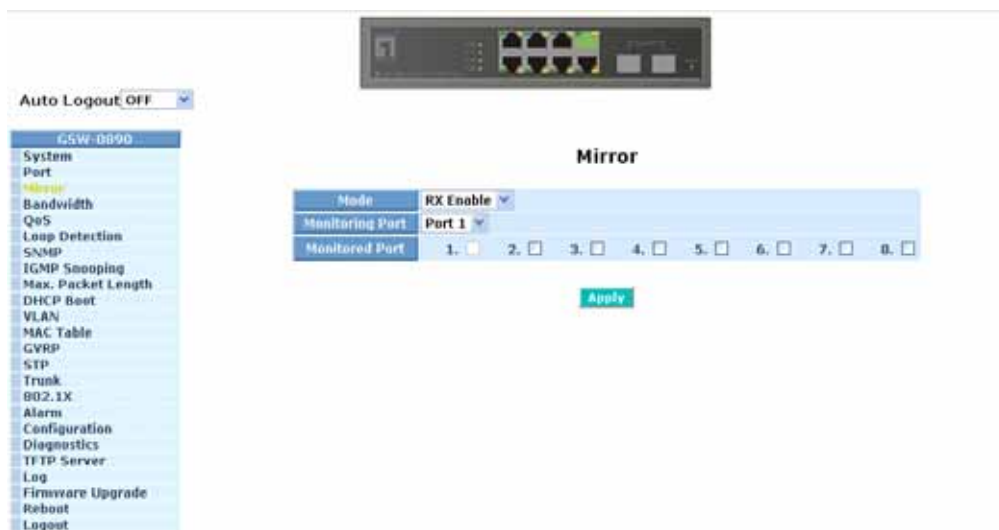 Auto Logout OFF
GSW-0890
System
Port
Mirror
Bandwidth
QoS
Loop Detection
SNMP
IGMP Snooping
Max. Packet Length
DHCP Boot
VLAN
MAC Table
GVRP
STP
Trunk
802.1X
Alarm
Configuration
Diagnostics
TFTP Server
Log
Firmware Upgrade
Reboot
Logout
Mirror
Mode RX Enable
Monitoring Port Port 1
Monitored Port 1. 2. 3. 4. 5. 6. 7. 8.
Apply